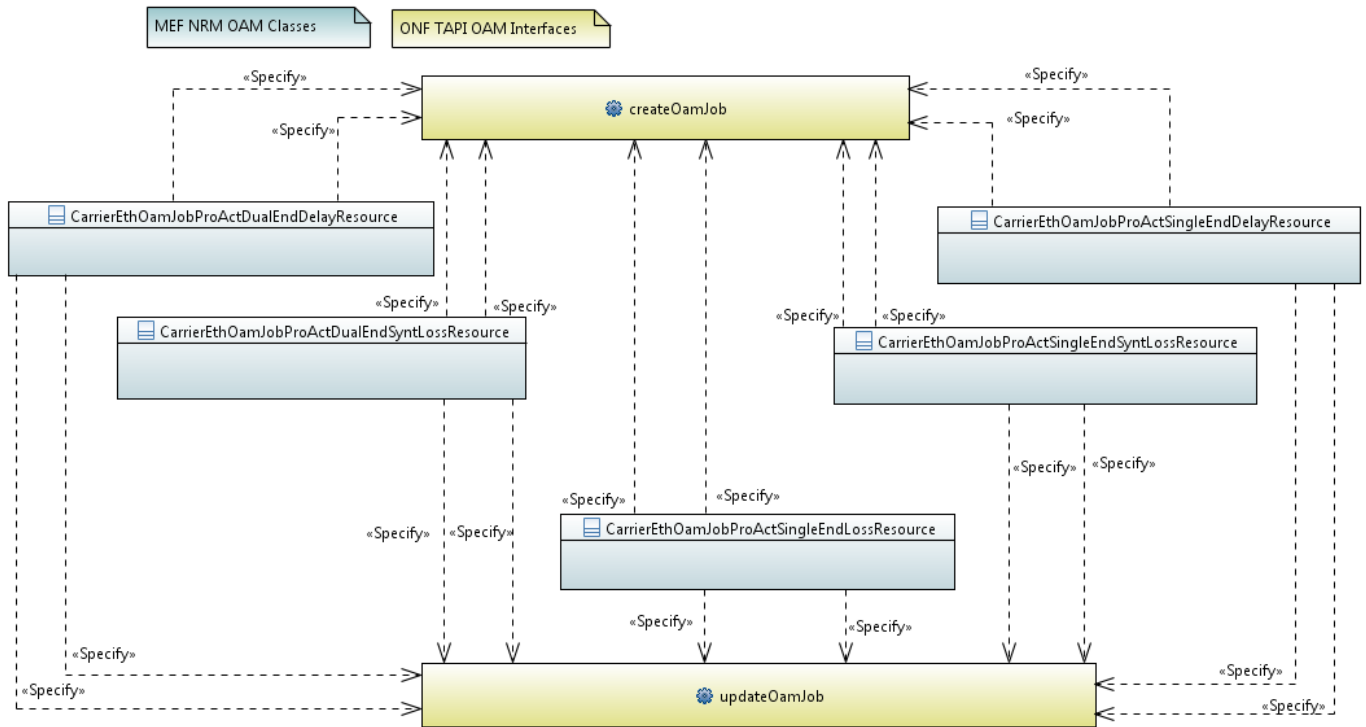 MEF NRM OAM Classes
ONF TAPI OAM Interfaces
«Specify»
«Specify»
createOamJob
«Specify»
«Specify»
CarrierEthOamJobProActDualEndDelayResource
CarrierEthOamJobProActSingleEndDelayResource
«Specify»
«Specify»
«Specify»
«Specify»
CarrierEthOamJobProActDualEndSyntLossResource
CarrierEthOamJobProActSingleEndSyntLossResource
«Specify»
«Specify»
«Specify»
«Specify»
CarrierEthOamJobProActSingleEndLossResource
«Specify»
«Specify»
«Specify»
«Specify»
«Specify»
«Specify»
«Specify»
«Specify»
updateOamJob
«Specify»